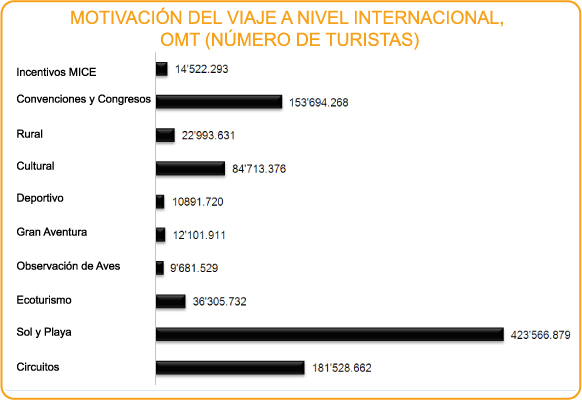 MOTIVACIÓN DEL VIAJE A NIVEL INTERNACIONAL,
OMT (NÚMERO DE TURISTAS)
Incentivos MICE 14'522.293
Convenciones y Congresos 153'694.268
Rural 22'993.631
Cultural 84'713.376
Deportivo 10891.720
Gran Aventura 12'101.911
Observación de Aves 9'681.529
Ecoturismo 36'305.732
Sol y Playa 423'566.879
Circuitos 181'528.662